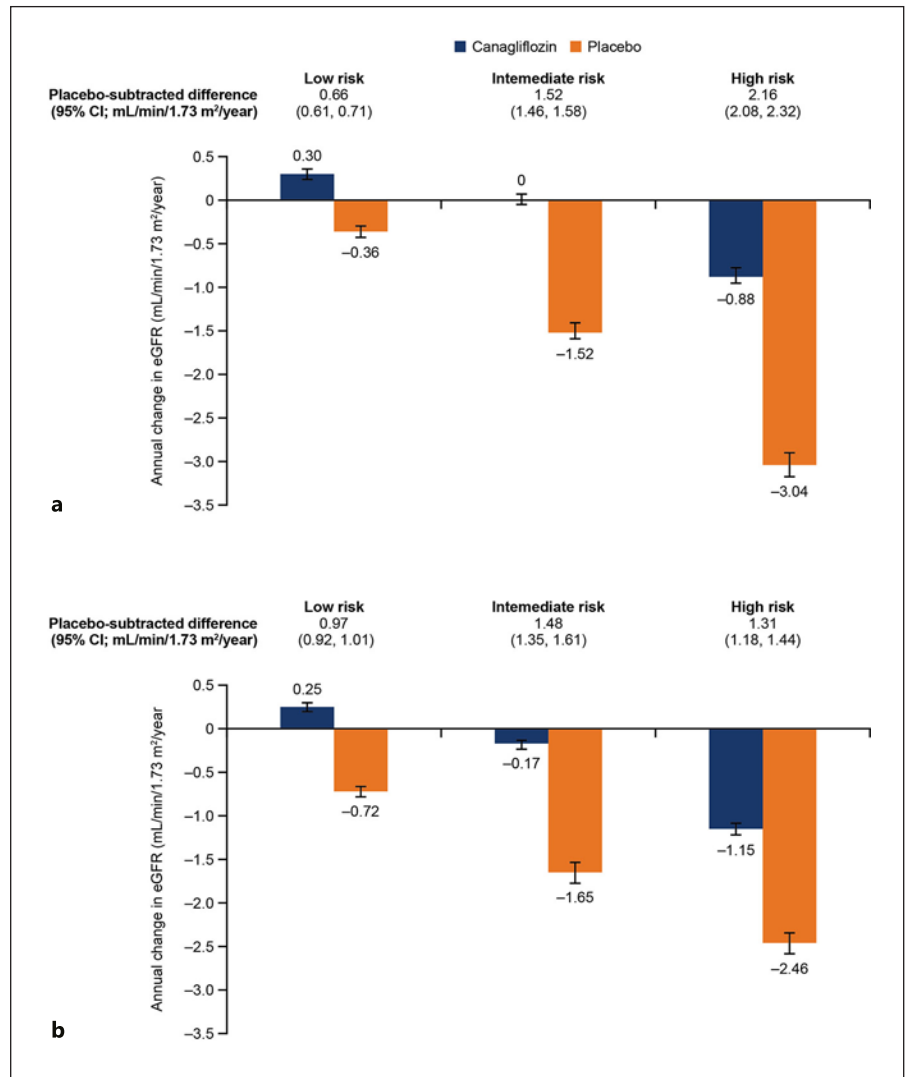 Canagliflozin Placebo
Low risk Intemediate risk High risk
Placebo-subtracted difference 0.66 1.52 2.16
(95% CI; mL/min/1.73 m²/year) (0.61, 0.71) (1.46, 1.58) (2.08, 2.32)
Annual change in eGFR (mL/min/1.73 m²/year)
0.5
0
–0.5
–1.0
–1.5
–2.0
–2.5
–3.0
–3.5
0.30
–0.36
0
–1.52
–0.88
–3.04
a
Low risk Intemediate risk High risk
Placebo-subtracted difference 0.97 1.48 1.31
(95% CI; mL/min/1.73 m²/year) (0.92, 1.01) (1.35, 1.61) (1.18, 1.44)
Annual change in eGFR (mL/min/1.73 m²/year
0.5
0
–0.5
–1.0
–1.5
–2.0
–2.5
–3.0
–3.5
0.25
–0.72
–0.17
–1.65
–1.15
–2.46
b